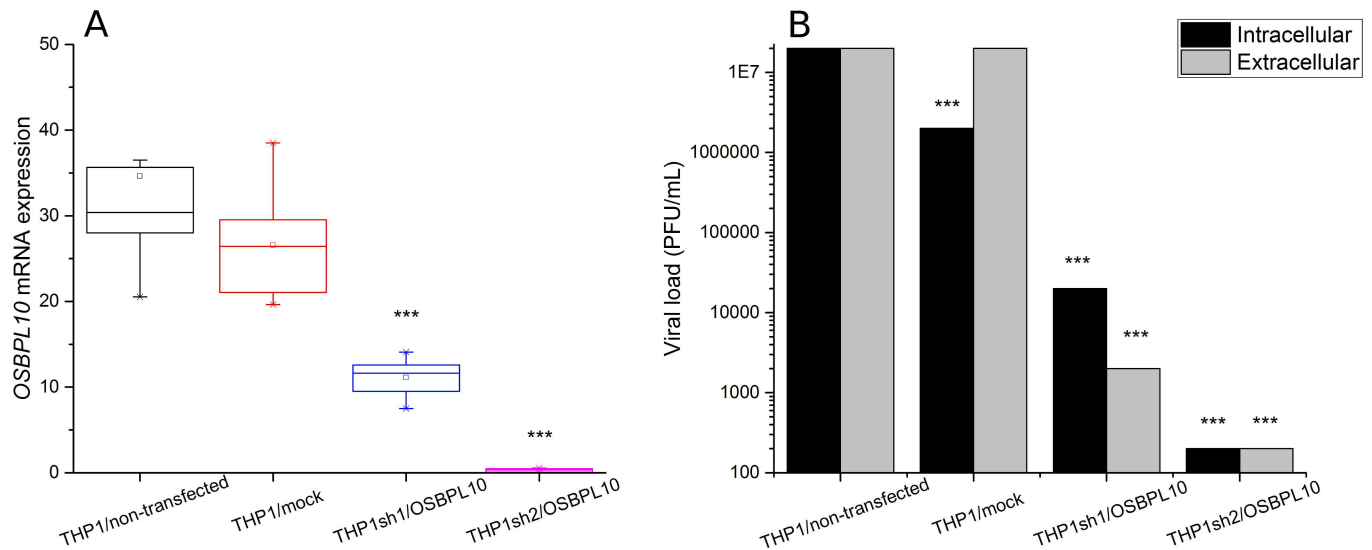 A
OSBPL10 mRNA expression
50
40
30
20
10
0
***
***
THP1/non-transfected
THP1/mock
THP1sh1/OSBPL10
THP1sh2/OSBPL10
B
Intracellular
Extracellular
Viral load (PFU/mL)
1E7
1000000
100000
10000
1000
100
***
***
***
***
***
THP1/non-transfected
THP1/mock
THP1sh1/OSBPL10
THP1sh2/OSBPL10